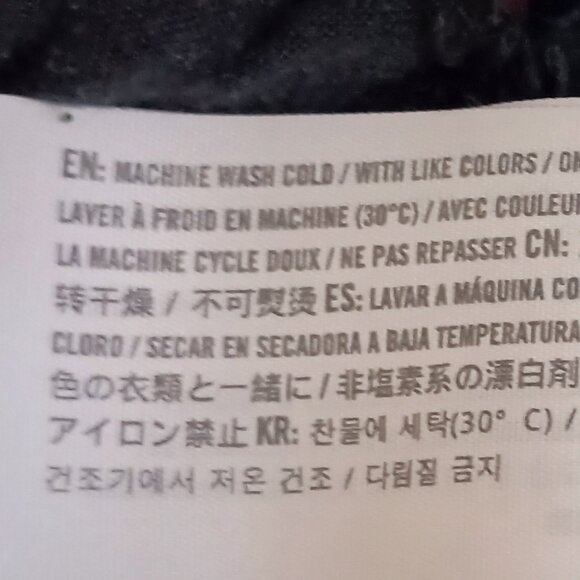 EN: MACHINE WASH COLD / WITH LIKE COLORS /
LAVER À FROID EN MACHINE (30°C) / AVEC COULEU
LA MACHINE CYCLE DOUX / NE PAS REPASSER CN:
转干燥 / 不可熨烫 ES: LAVAR A MÁQUINA CO
CLORO / SECAR EN SECADORA A BAJA TEMPERATURA
色の衣類と一緒に / 非塩素系の漂白剤
アイロン禁止 KR: 찬물에 세탁(30° C) /
건조기에서 저온 건조 / 다림질 금지